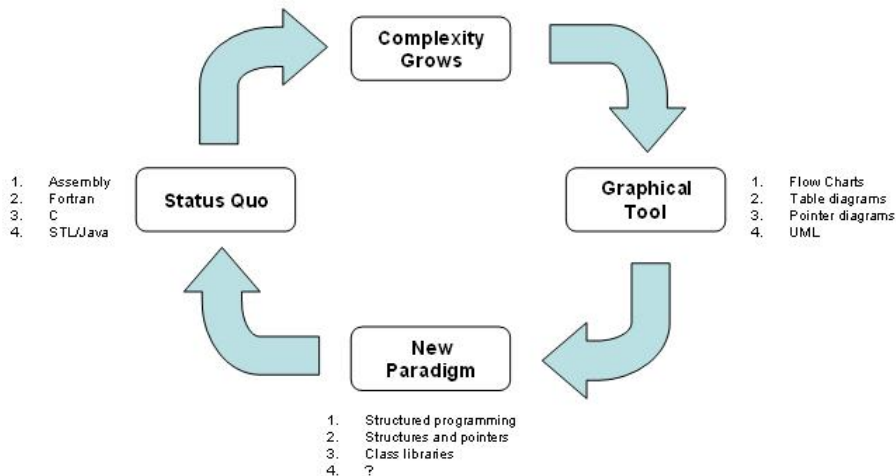 Complexity
Grows
1. Assembly
2. Fortran
3. C
4. STL/Java
Status Quo
Graphical
Tool
1. Flow Charts
2. Table diagrams
3. Pointer diagrams
4. UML
New
Paradigm
1. Structured programming
2. Structures and pointers
3. Class libraries
4. ?